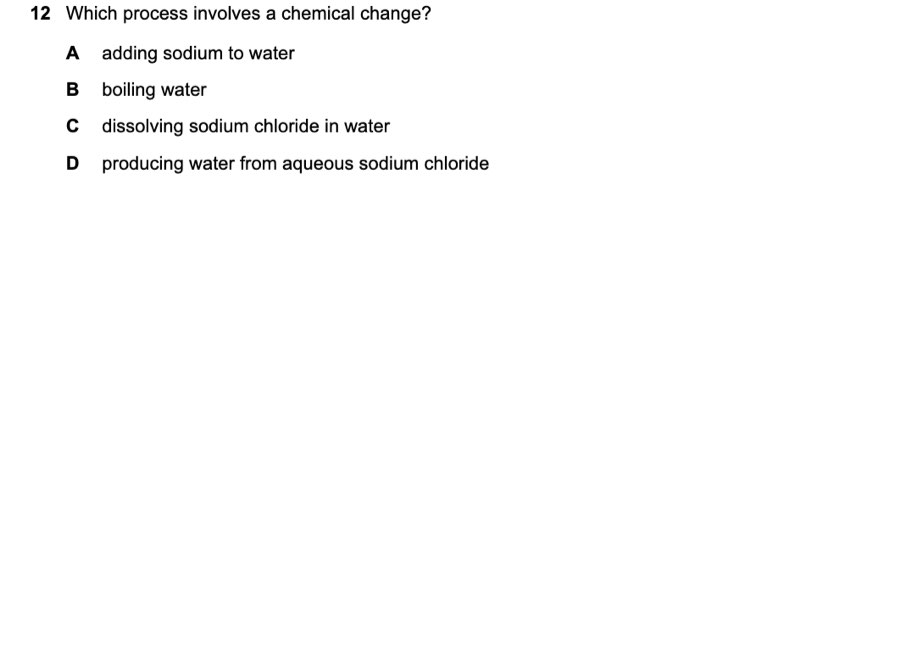 12 Which process involves a chemical change?
A adding sodium to water
B boiling water
C dissolving sodium chloride in water
D producing water from aqueous sodium chloride